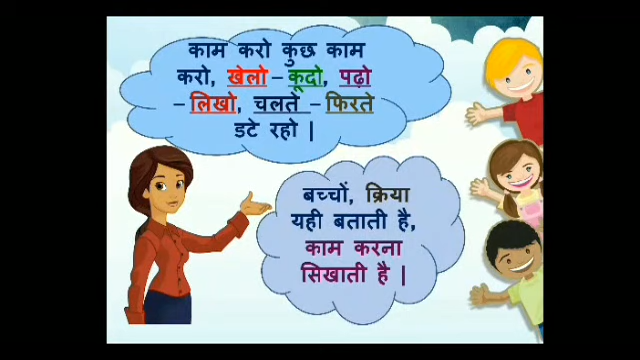 काम करो कुछ काम
करो, खेलो – कूदो, पढ़ो
– लिखो, चलते – फिरते
डटे रहो |
बच्चों, क्रिया
यही बताती है,
काम करना
सिखाती है |